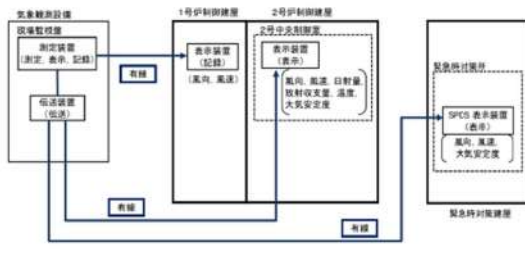 気象観測設備
現場監視盤
測定装置
(測定, 表示, 記録)
伝送装置
(伝送)
有線
1号炉制御建屋
表示装置
(記録)
(風向, 風速)
2号炉制御建屋
2号中央制御室
表示装置
(表示)
風向, 風速, 日射量,
放射収支量, 温度,
大気安定度
有線
有線
緊急時対策所
SPDS 表示装置
(表示)
風向, 風速,
大気安定度
緊急時対策建屋